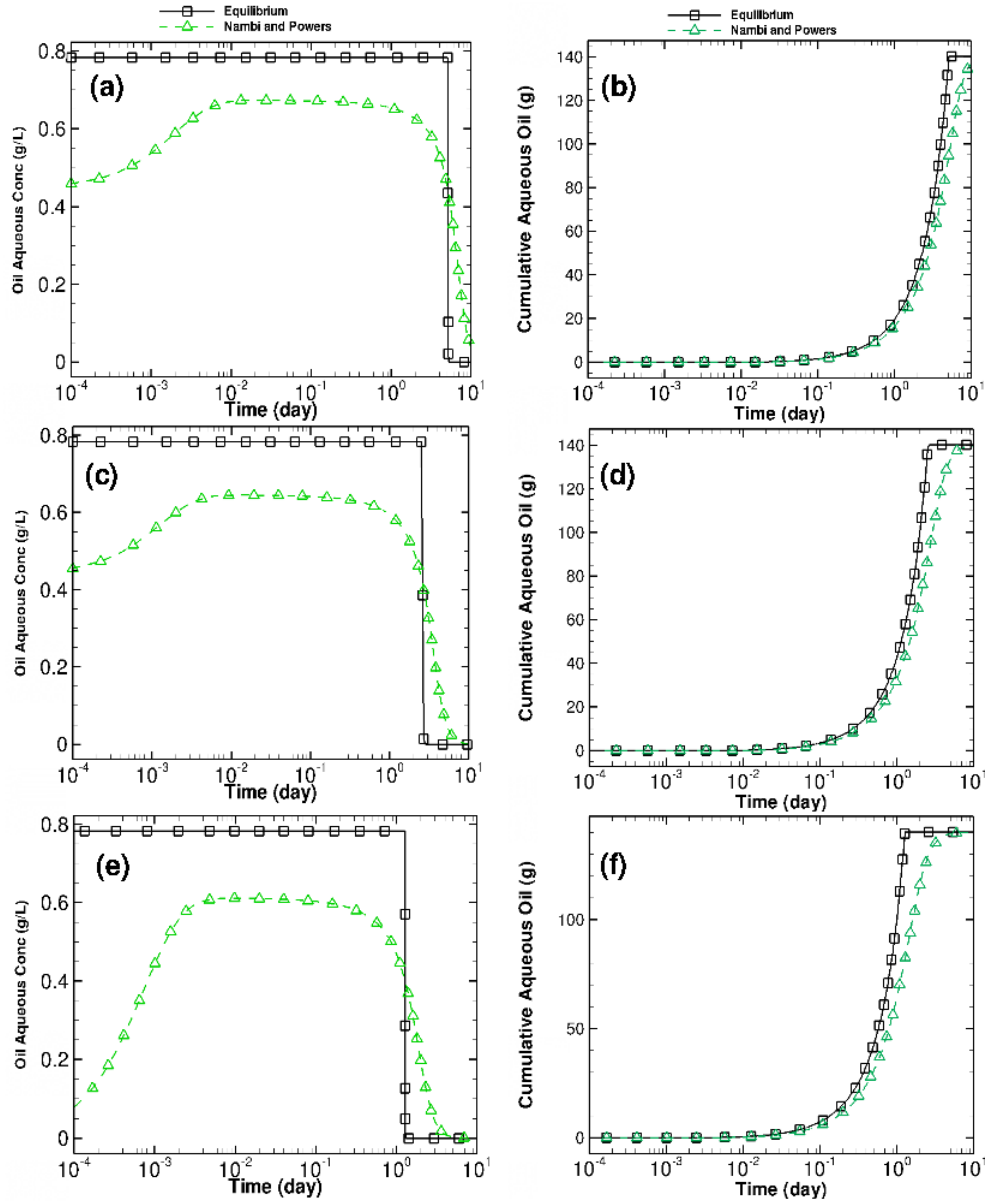 Equilibrium
Nambi and Powers
Equilibrium
Nambi and Powers
(a)
Oil Aqueous Conc (g/L)
0.8
0.6
0.4
0.2
0
10-4 10-3 10-2 10-1 100 101
Time (day)
(b)
Cumulative Aqueous Oil (g)
140
120
100
80
60
40
20
0
10-4 10-3 10-2 10-1 100 101
Time (day)
(c)
Oil Aqueous Conc (g/L)
0.8
0.6
0.4
0.2
0
10-4 10-3 10-2 10-1 100 101
Time (day)
(d)
Cumulative Aqueous Oil (g)
140
120
100
80
60
40
20
0
10-4 10-3 10-2 10-1 100 101
Time (day)
(e)
Oil Aqueous Conc (g/L)
0.8
0.6
0.4
0.2
0
10-4 10-3 10-2 10-1 100 101
Time (day)
(f)
Cumulative Aqueous Oil (g)
100
50
0
10-4 10-3 10-2 10-1 100 101
Time (day)